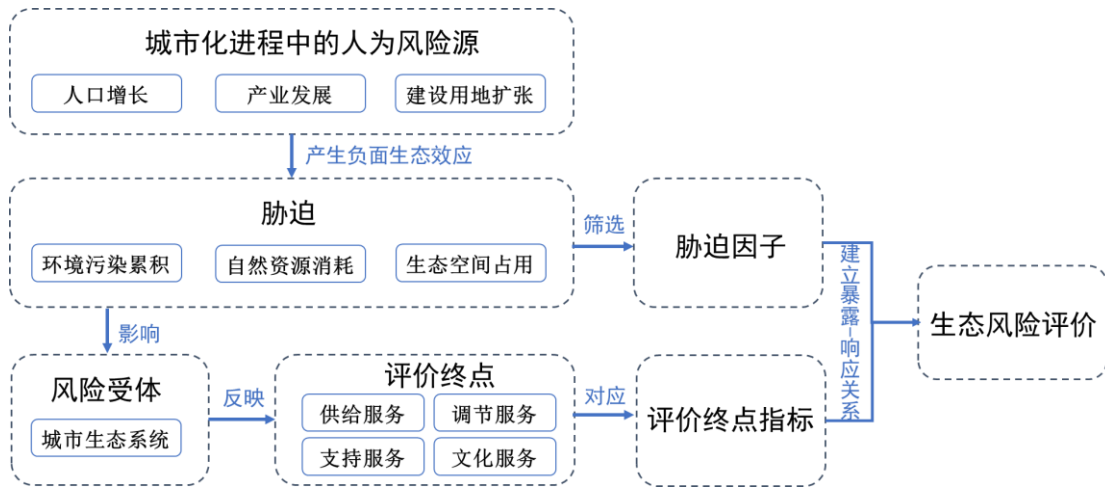 城市化进程中的人为风险源
人口增长
产业发展
建设用地扩张
产生负面生态效应
胁迫
环境污染累积
自然资源消耗
生态空间占用
筛选
胁迫因子
影响
风险受体
城市生态系统
反映
评价终点
供给服务
调节服务
支持服务
文化服务
对应
评价终点指标
建立暴露-响应关系
生态风险评价